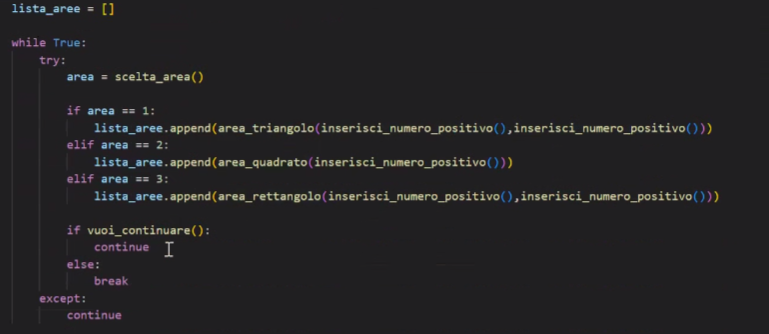 lista_aree = []
while True:
try:
area = scelta_area()
if area == 1:
lista_aree.append(area_triangolo(inserisci_numero_positivo(),inserisci_numero_positivo()))
elif area == 2:
lista_aree.append(area_quadrato(inserisci_numero_positivo()))
elif area == 3:
lista_aree.append(area_rettangolo(inserisci_numero_positivo(),inserisci_numero_positivo()))
if vuoi_continuare():
continue
else:
break
except:
continue